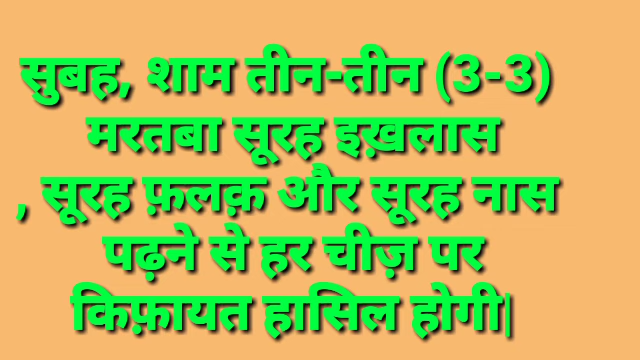 सुबह, शाम तीन-तीन (3-3)
मरतबा सूरह इख़लास
, सूरह फ़लक़ और सूरह नास
पढ़ने से हर चीज़ पर
किफ़ायत हासिल होगी|